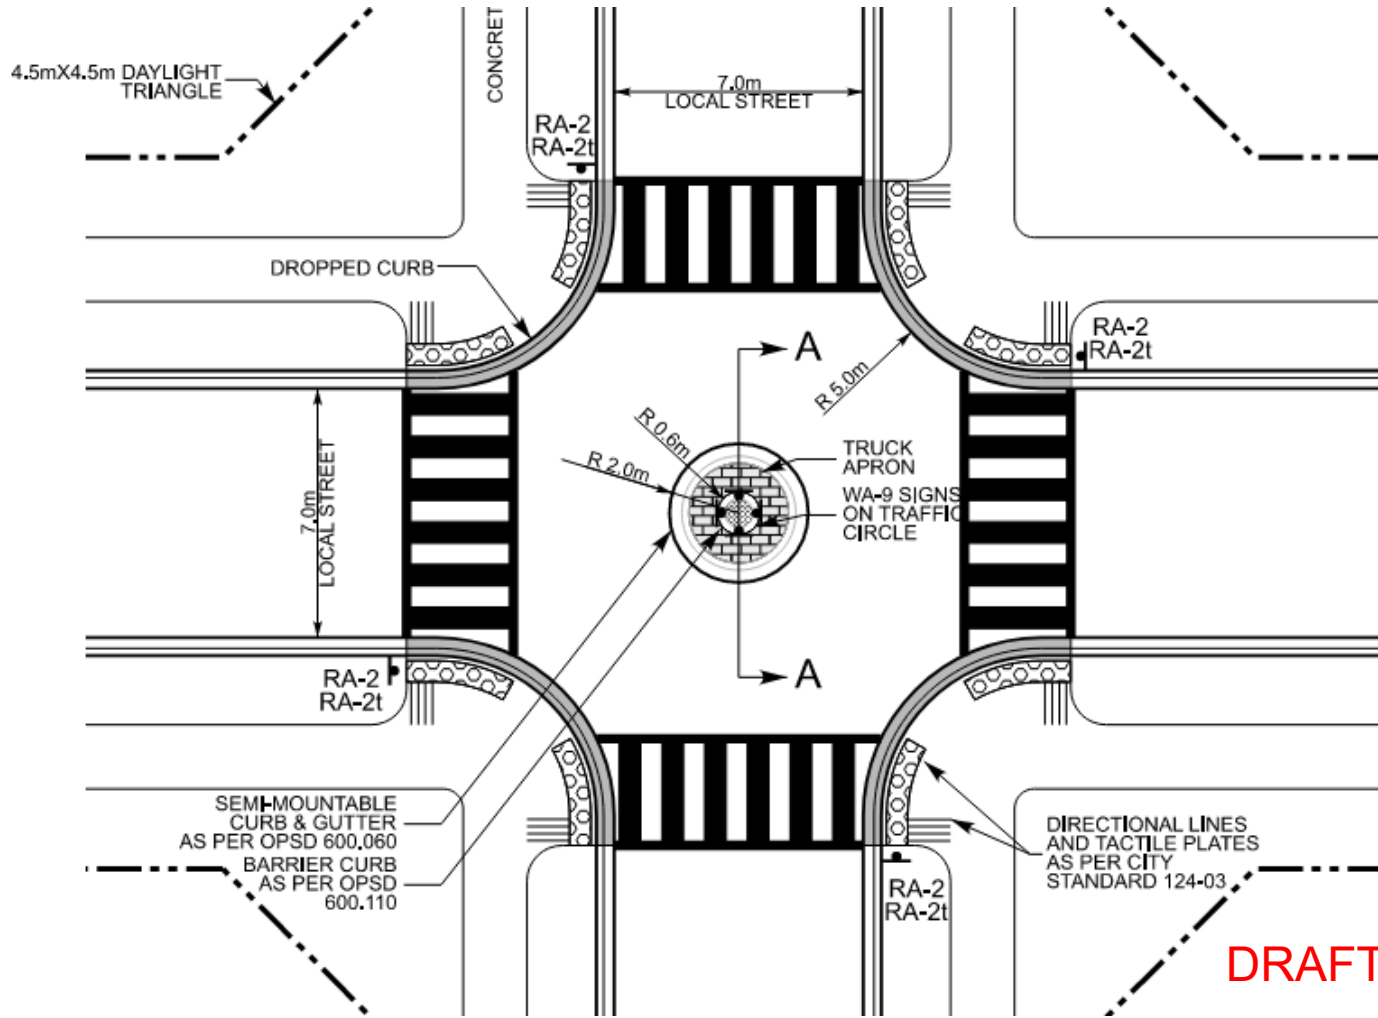 4.5mX4.5m DAYLIGHT
TRIANGLE
CONCRET
7.0m
LOCAL STREET
RA-2
RA-2t
DROPPED CURB
A
RA-2
RA-2t
R 5.0m
R 0.6m
R 2.0m
TRUCK
APRON
WA-9 SIGNS
ON TRAFFIC
CIRCLE
7.0m
LOCAL STREET
A
RA-2
RA-2t
SEMI-MOUNTABLE
CURB & GUTTER
AS PER OPSD 600.060
BARRIER CURB
AS PER OPSD
600.110
DIRECTIONAL LINES
AND TACTILE PLATES
AS PER CITY
STANDARD 124-03
RA-2
RA-2t
DRAFT